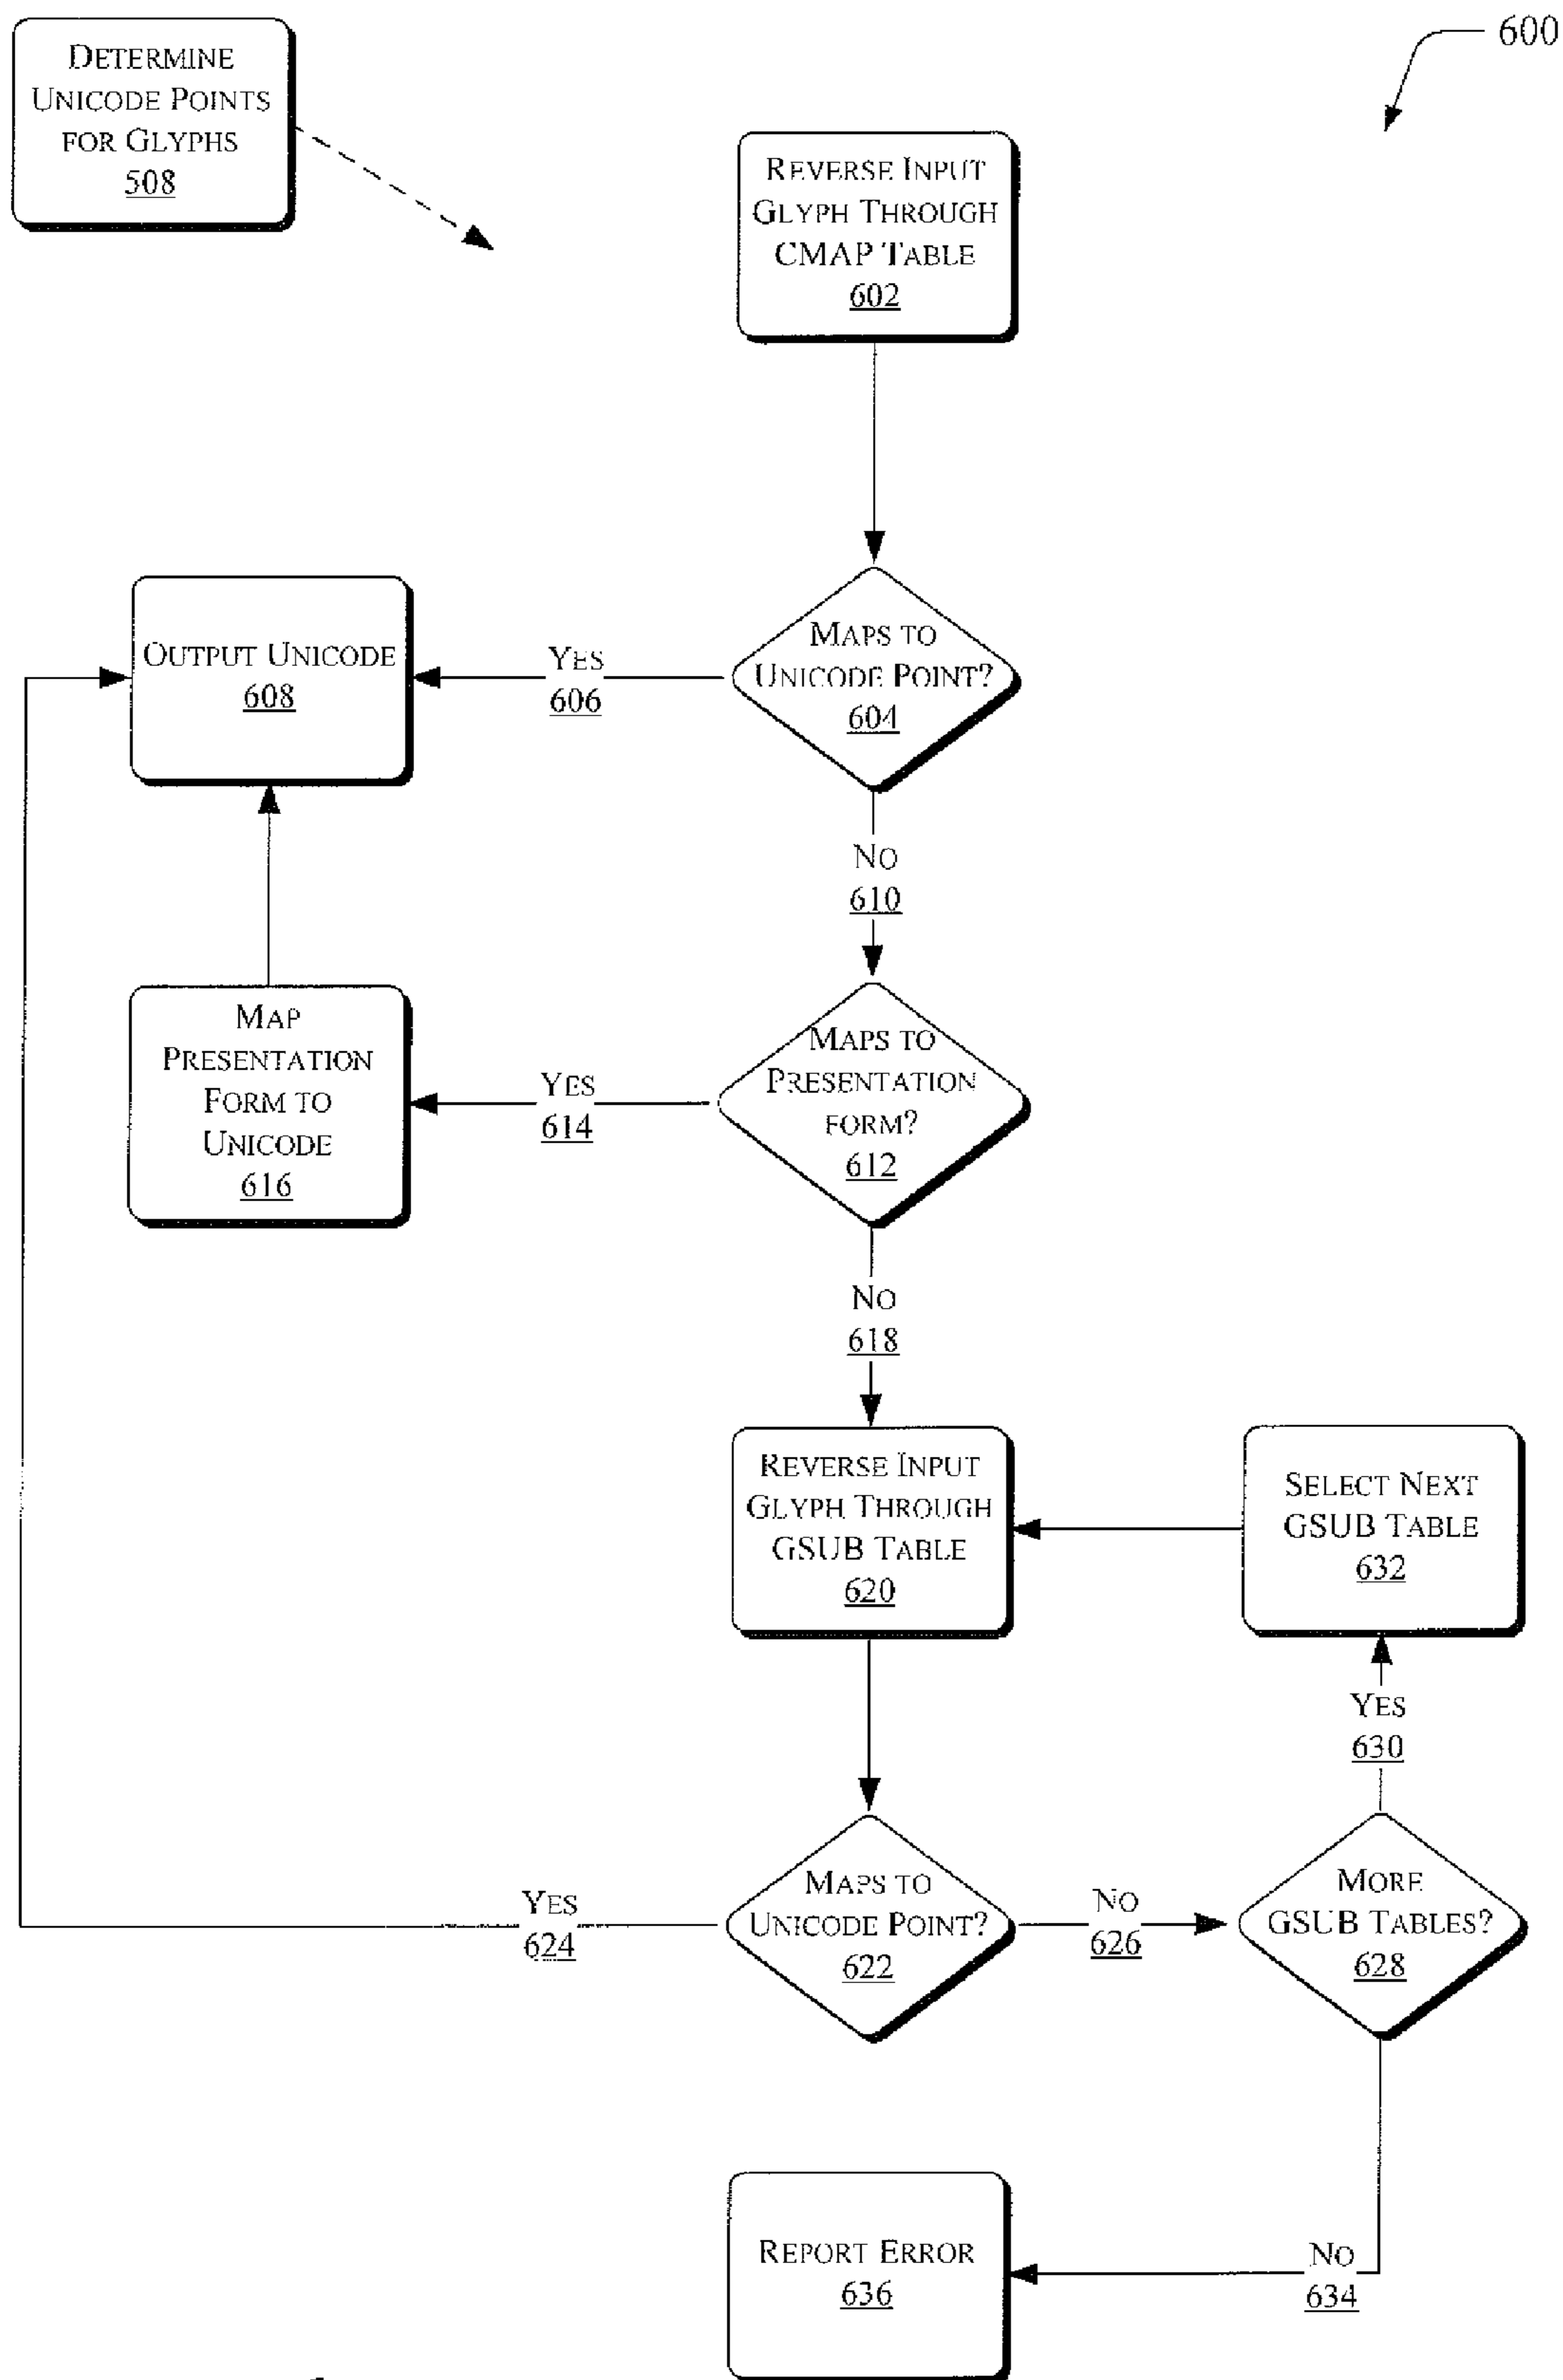 600
DETERMINE
UNICODE POINTS
FOR GLYPHS
508
REVERSE INPUT
GLYPH THROUGH
CMAP TABLE
602
MAPS TO
UNICODE POINT?
604
YES
606
OUTPUT UNICODE
608
NO
610
MAPS TO
PRESENTATION
FORM?
612
YES
614
MAP
PRESENTATION
FORM TO
UNICODE
616
NO
618
REVERSE INPUT
GLYPH THROUGH
GSUB TABLE
620
SELECT NEXT
GSUB TABLE
632
YES
630
MAPS TO
UNICODE POINT?
622
YES
624
NO
626
MORE
GSUB TABLES?
628
NO
634
REPORT ERROR
636